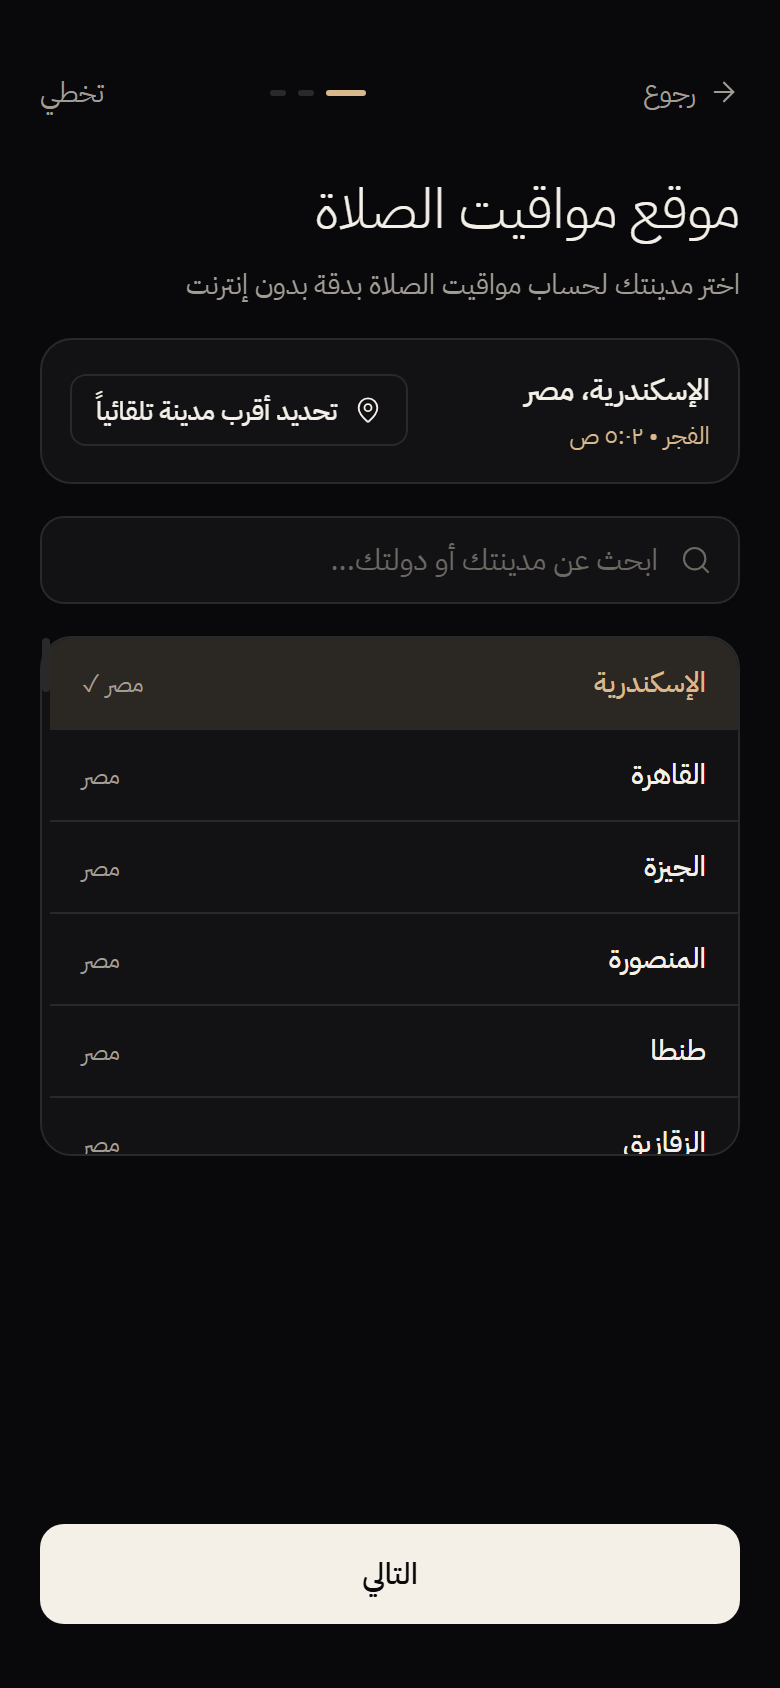 رجوع
تخطي
موقع مواقيت الصلاة
اختر مدينتك لحساب مواقيت الصلاة بدقة بدون إنترنت
الإسكندرية، مصر
الفجر • ٥:٠٢ ص
تحديد أقرب مدينة تلقائياً
ابحث عن مدينتك أو دولتك...
الإسكندرية مصر ✓
القاهرة مصر
الجيزة مصر
المنصورة مصر
طنطا مصر
الزقازيق مصر
التالي